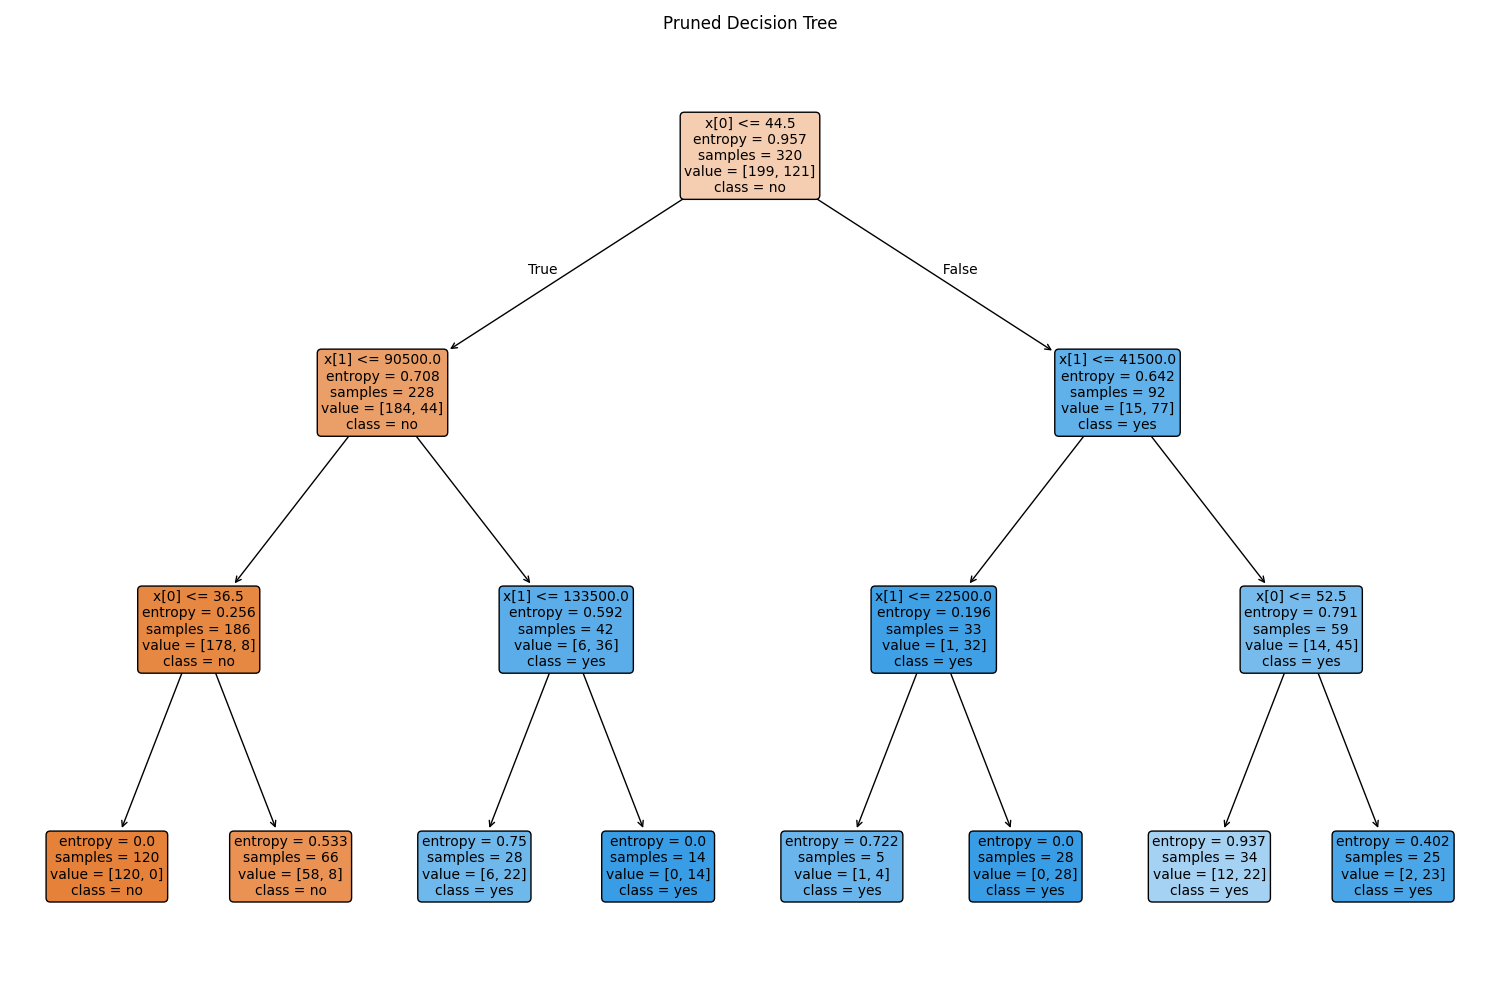 Pruned Decision Tree
x[0] <= 44.5
entropy = 0.957
samples = 320
value = [199, 121]
class = no
True
False
x[1] <= 90500.0
entropy = 0.708
samples = 228
value = [184, 44]
class = no
x[1] <= 41500.0
entropy = 0.642
samples = 92
value = [15, 77]
class = yes
x[0] <= 36.5
entropy = 0.256
samples = 186
value = [178, 8]
class = no
x[1] <= 133500.0
entropy = 0.592
samples = 42
value = [6, 36]
class = yes
x[1] <= 22500.0
entropy = 0.196
samples = 33
value = [1, 32]
class = yes
x[0] <= 52.5
entropy = 0.791
samples = 59
value = [14, 45]
class = yes
entropy = 0.0
samples = 120
value = [120, 0]
class = no
entropy = 0.533
samples = 66
value = [58, 8]
class = no
entropy = 0.75
samples = 28
value = [6, 22]
class = yes
entropy = 0.0
samples = 14
value = [0, 14]
class = yes
entropy = 0.722
samples = 5
value = [1, 4]
class = yes
entropy = 0.0
samples = 28
value = [0, 28]
class = yes
entropy = 0.937
samples = 34
value = [12, 22]
class = yes
entropy = 0.402
samples = 25
value = [2, 23]
class = yes